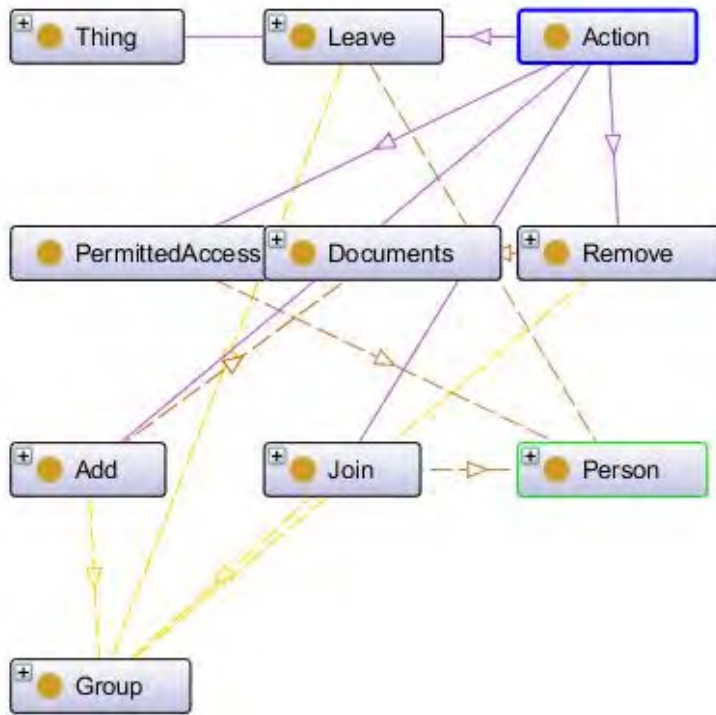 Thing
Leave
Action
PermittedAccess
Documents
Remove
Add
Join
Person
Group